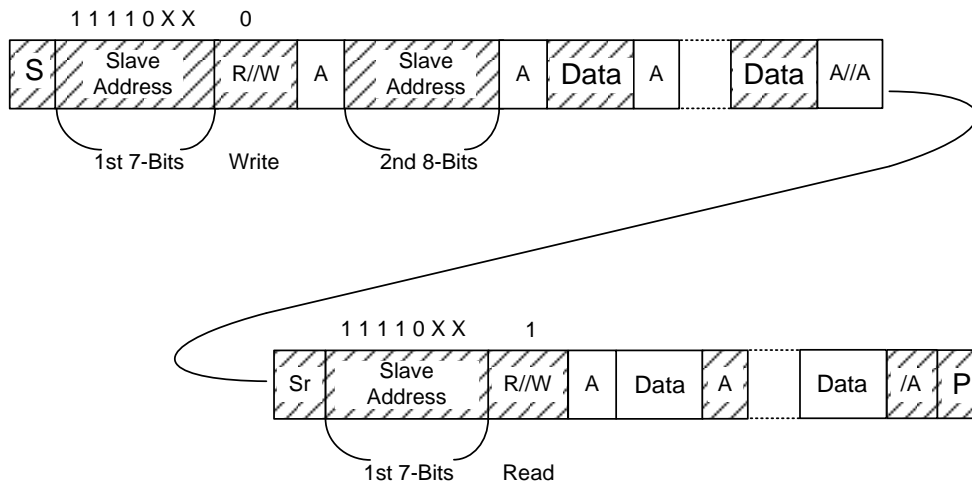 1 1 1 1 0 X X 0
S Slave Address R//W A Slave Address A Data A Data A//A
1st 7-Bits Write 2nd 8-Bits
1 1 1 1 0 X X 1
Sr Slave Address R//W A Data A Data /A P
1st 7-Bits Read